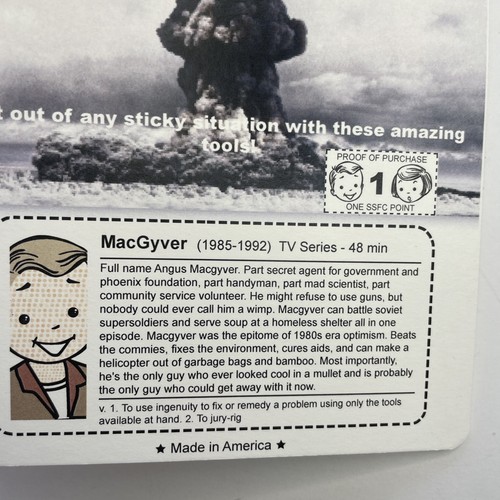 out of any sticky situation with these amazing
tools!
PROOF OF PURCHASE
1
ONE SSFC POINT
MacGyver (1985-1992) TV Series - 48 min
Full name Angus Macgyver. Part secret agent for government and
phoenix foundation, part handyman, part mad scientist, part
community service volunteer. He might refuse to use guns, but
nobody could ever call him a wimp. Macgyver can battle soviet
supersoldiers and serve soup at a homeless shelter all in one
episode. Macgyver was the epitome of 1980s era optimism. Beats
the commies, fixes the environment, cures aids, and can make a
helicopter out of garbage bags and bamboo. Most importantly,
he's the only guy who ever looked cool in a mullet and is probably
the only guy who could get away with it now.
v. 1. To use ingenuity to fix or remedy a problem using only the tools
available at hand. 2. To jury-rig
★ Made in America ★